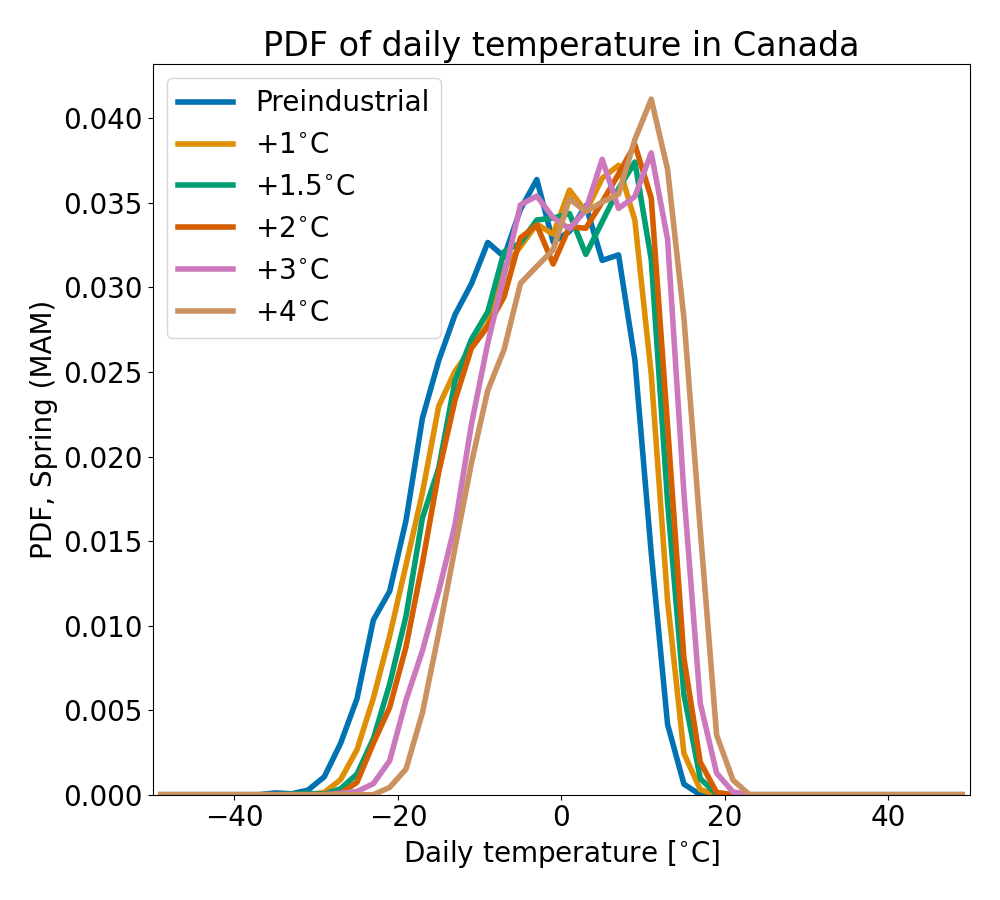 PDF of daily temperature in Canada
Preindustrial
+1°C
+1.5°C
+2°C
+3°C
+4°C
PDF, Spring (MAM)
0.040
0.035
0.030
0.025
0.020
0.015
0.010
0.005
0.000
−40
−20
0
20
40
Daily temperature [°C]